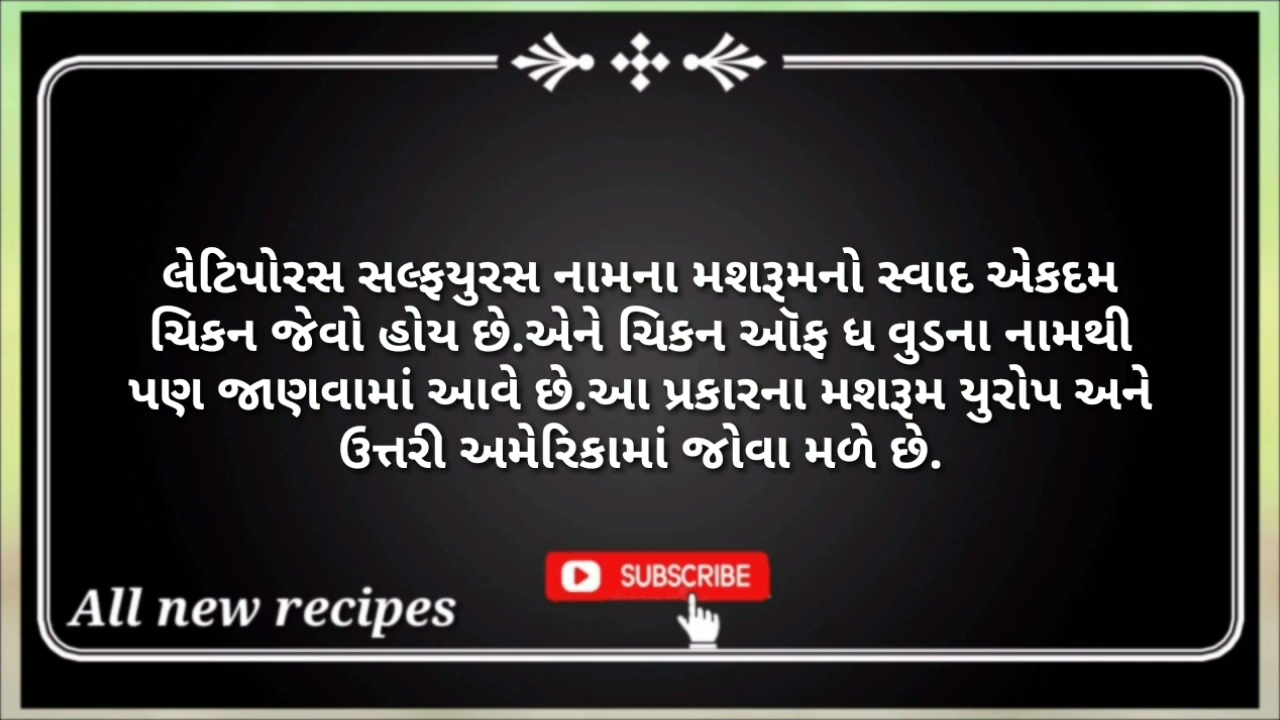 લેટિપોરસ સલ્ફયુરસ નામના મશરૂમનો સ્વાદ એકદમ
ચિકન જેવો હોય છે.એને ચિકન ઑફ ધ વુડના નામથી
પણ જાણવામાં આવે છે.આ પ્રકારના મશરૂમ યુરોપ અને
ઉત્તરી અમેરિકામાં જોવા મળે છે.
SUBSCRIBE
All new recipes